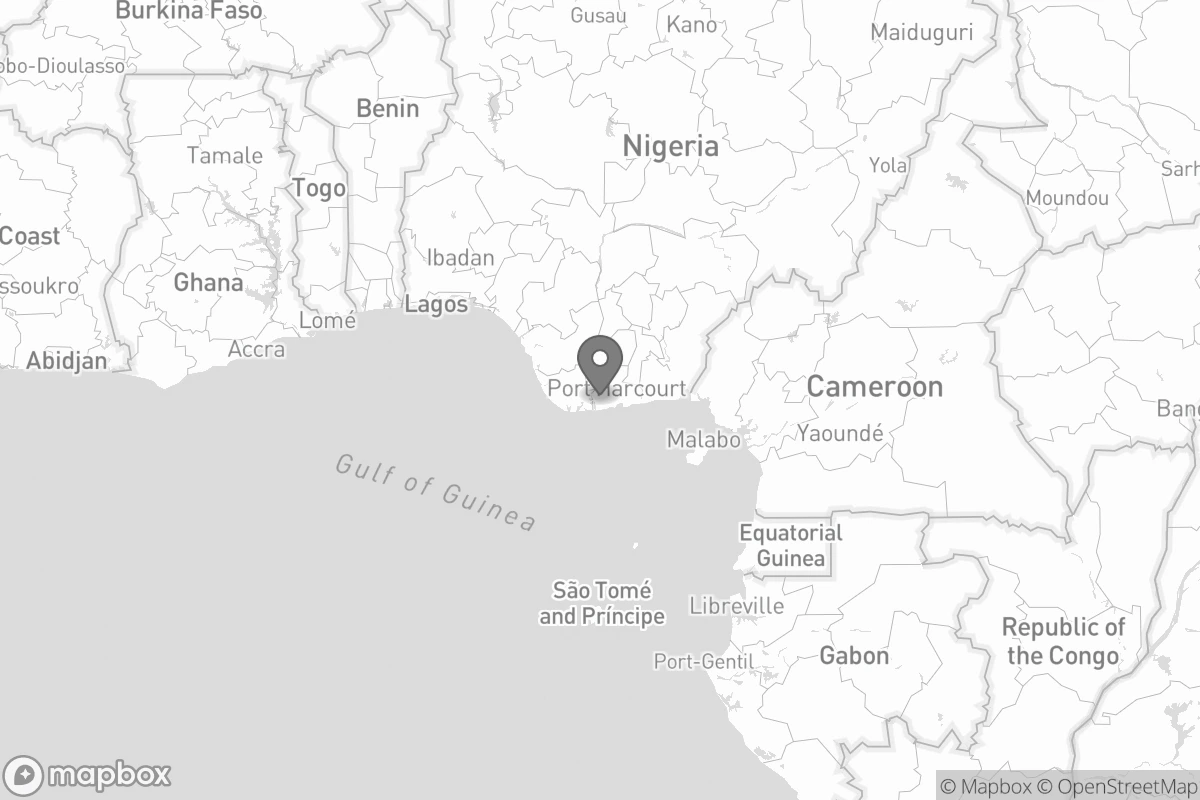 Burkina Faso
Gusau
Kano
Maiduguri
obo-Dioulasso
Benin
Nigeria
Tamale
Togo
Yola
Sarh
Moundou
Coast
Ibadan
ssoukro
Ghana
Lagos
Lomé
Accra
Abidjan
Port Harcourt
Cameroon
Bang
Malabo
Yaoundé
Gulf of Guinea
Equatorial
Guinea
São Tomé
and Príncipe
Libreville
Republic of
the Congo
Port-Gentil
Gabon
mapbox
© Mapbox © OpenStreetMap